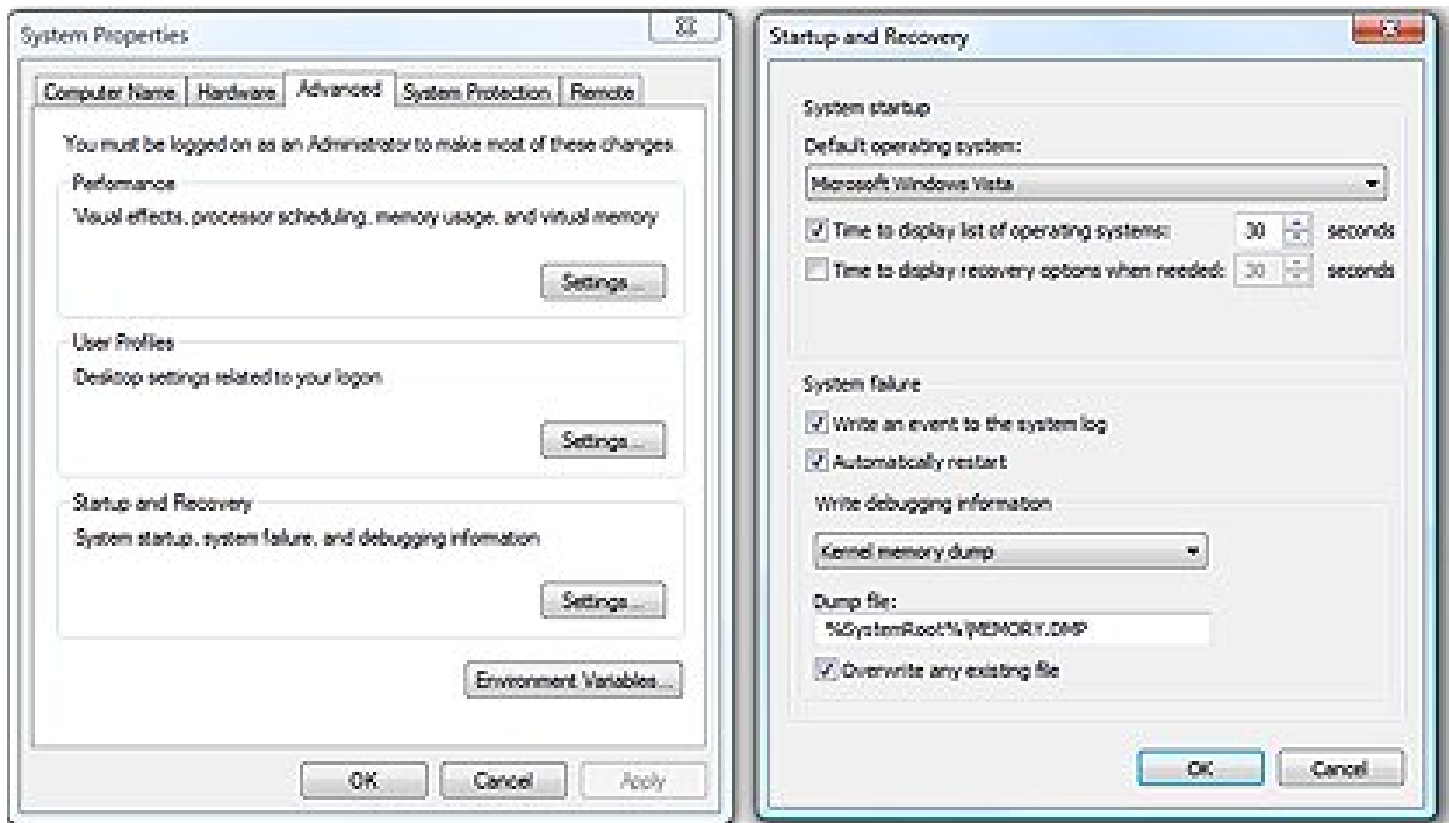 System Properties
Computer Name Hardware Advanced System Protection Remote
You must be logged on as an Administrator to make most of these changes.
Performance
Visual effects, processor scheduling, memory usage, and virtual memory
Settings...
User Profiles
Desktop settings related to your logon
Settings...
Startup and Recovery
System startup, system failure, and debugging information
Settings...
Environment Variables...
OK Cancel Apply
Startup and Recovery
System startup
Default operating system:
Microsoft Windows Vista
Time to display list of operating systems: 30 seconds
Time to display recovery options when needed: 30 seconds
System failure
Write an event to the system log
Automatically restart
Write debugging information
Kernel memory dump
Dump file:
%SystemRoot%\MEMORY.DMP
Overwrite any existing file
OK Cancel